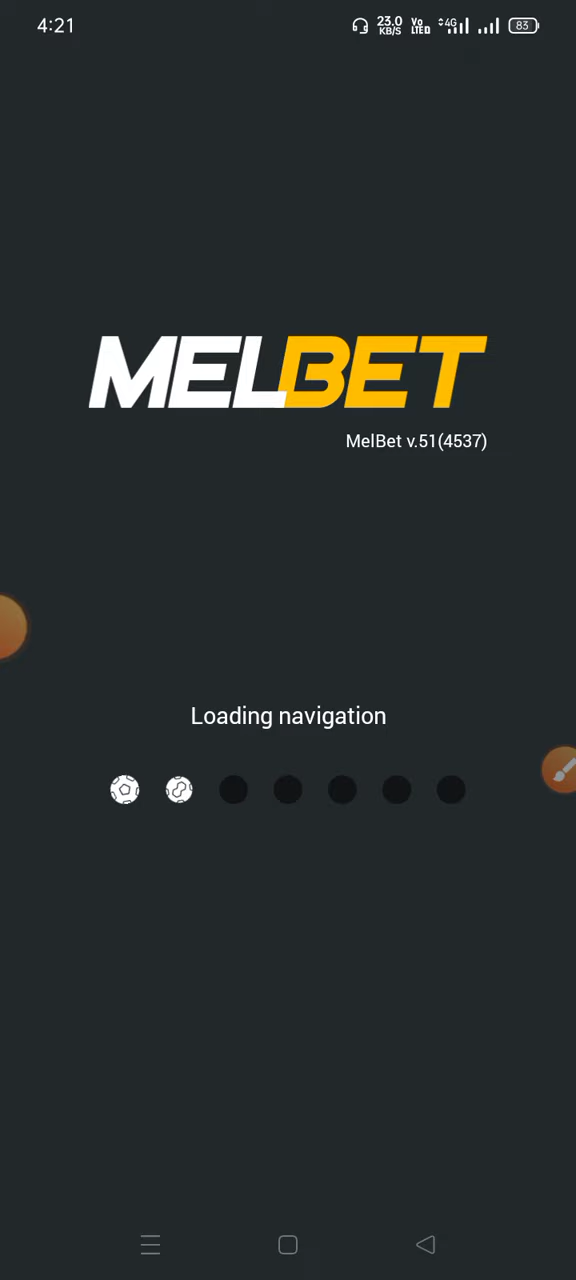 4:21
23.0
KB/S
Vo
LTE
4G
83
MELBET
MelBet v.51(4537)
Loading navigation